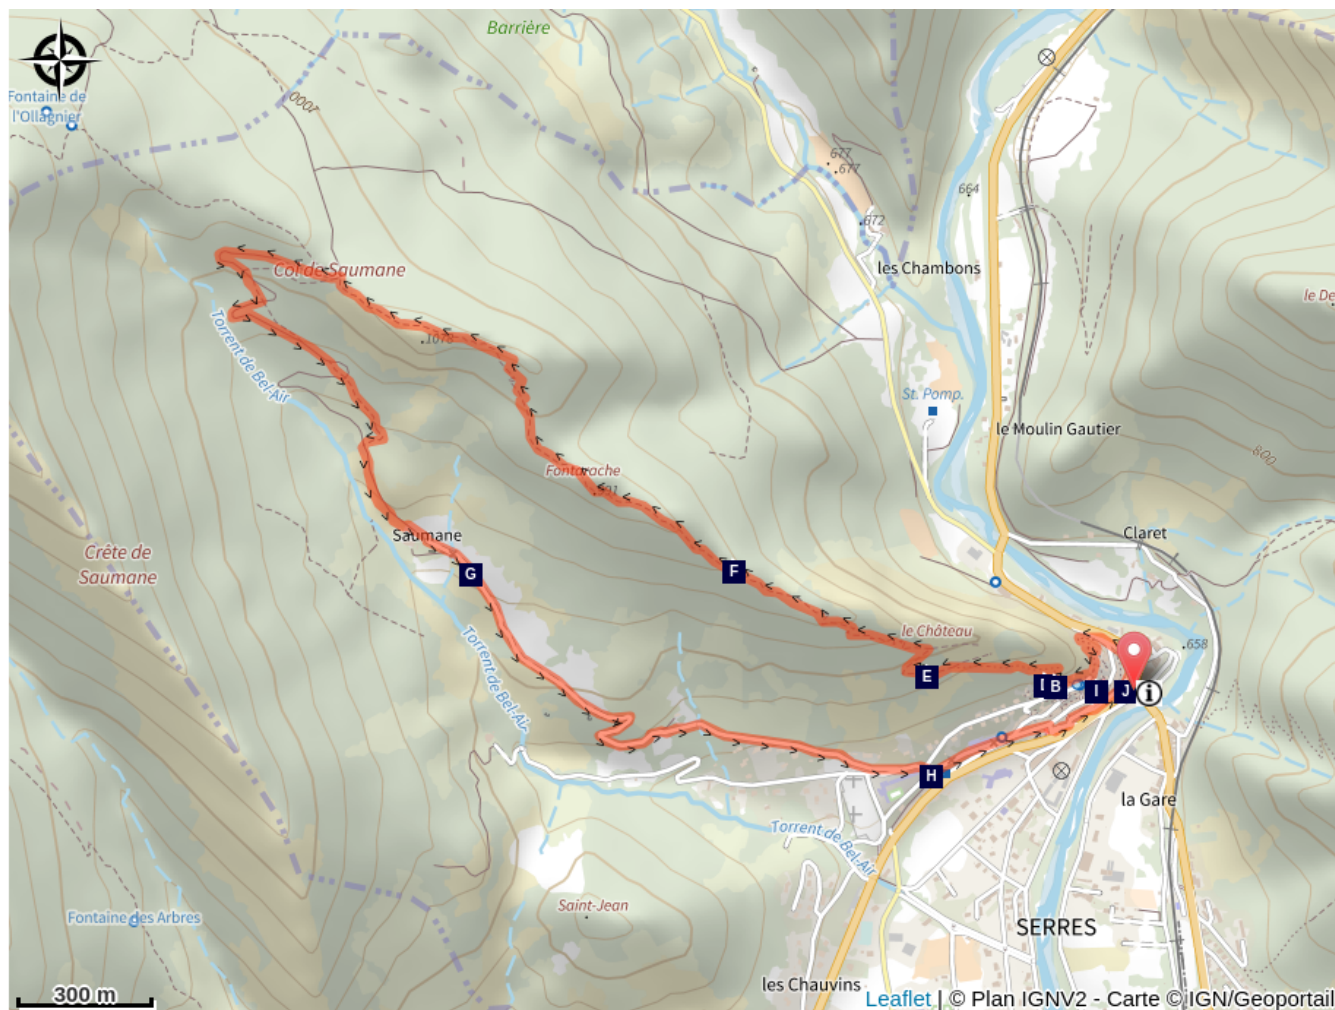 Barrière
Fontaine de
l'Ollagnier
1000
677
677
664
672
les Chambons
Col de Saumane
le De
1078
Torrent de Bel-Air
St. Pomp.
le Moulin Gautier
800
Fontarache
Saumane
Claret
Crête de
Saumane
G
F
le Château
658
E
B
I
J
i
Torrent de Bel-Air
H
la Gare
Torrent de Bel-Air
Saint-Jean
Fontaine des Arbres
SERRES
les Chauvins
300 m
Leaflet | © Plan IGNV2 - Carte © IGN/Geoportail